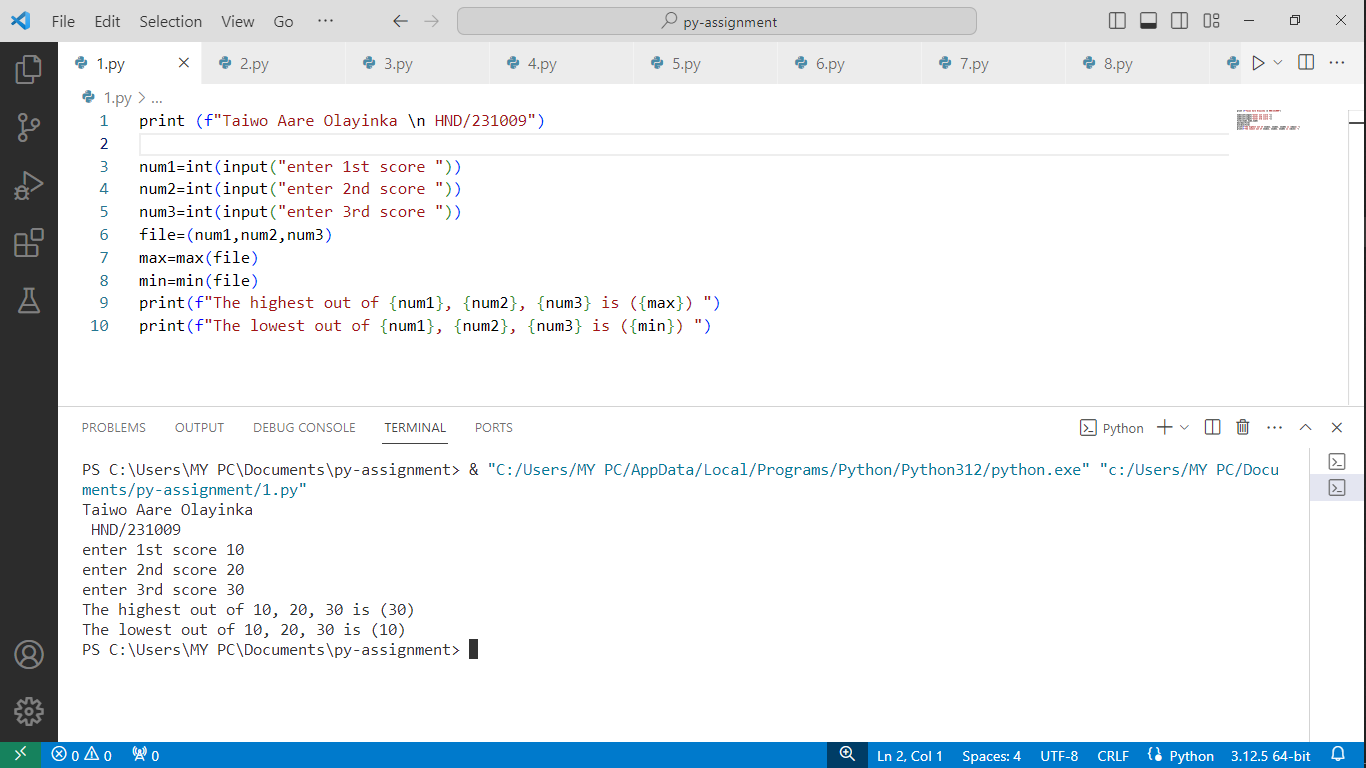 File Edit Selection View Go ··· py-assignment
1.py 2.py 3.py 4.py 5.py 6.py 7.py 8.py
1.py > ...
1 print (f"Taiwo Aare Olayinka \n HND/231009")
2
3 num1=int(input("enter 1st score "))
4 num2=int(input("enter 2nd score "))
5 num3=int(input("enter 3rd score "))
6 file=(num1,num2,num3)
7 max=max(file)
8 min=min(file)
9 print(f"The highest out of {num1}, {num2}, {num3} is ({max}) ")
10 print(f"The lowest out of {num1}, {num2}, {num3} is ({min}) ")
PROBLEMS OUTPUT DEBUG CONSOLE TERMINAL PORTS Python
PS C:\Users\MY PC\Documents\py-assignment> & "C:/Users/MY PC/AppData/Local/Programs/Python/Python312/python.exe" "c:/Users/MY PC/Docu
ments/py-assignment/1.py"
Taiwo Aare Olayinka
 HND/231009
enter 1st score 10
enter 2nd score 20
enter 3rd score 30
The highest out of 10, 20, 30 is (30)
The lowest out of 10, 20, 30 is (10)
PS C:\Users\MY PC\Documents\py-assignment>
0 0 0 Ln 2, Col 1 Spaces: 4 UTF-8 CRLF Python 3.12.5 64-bit